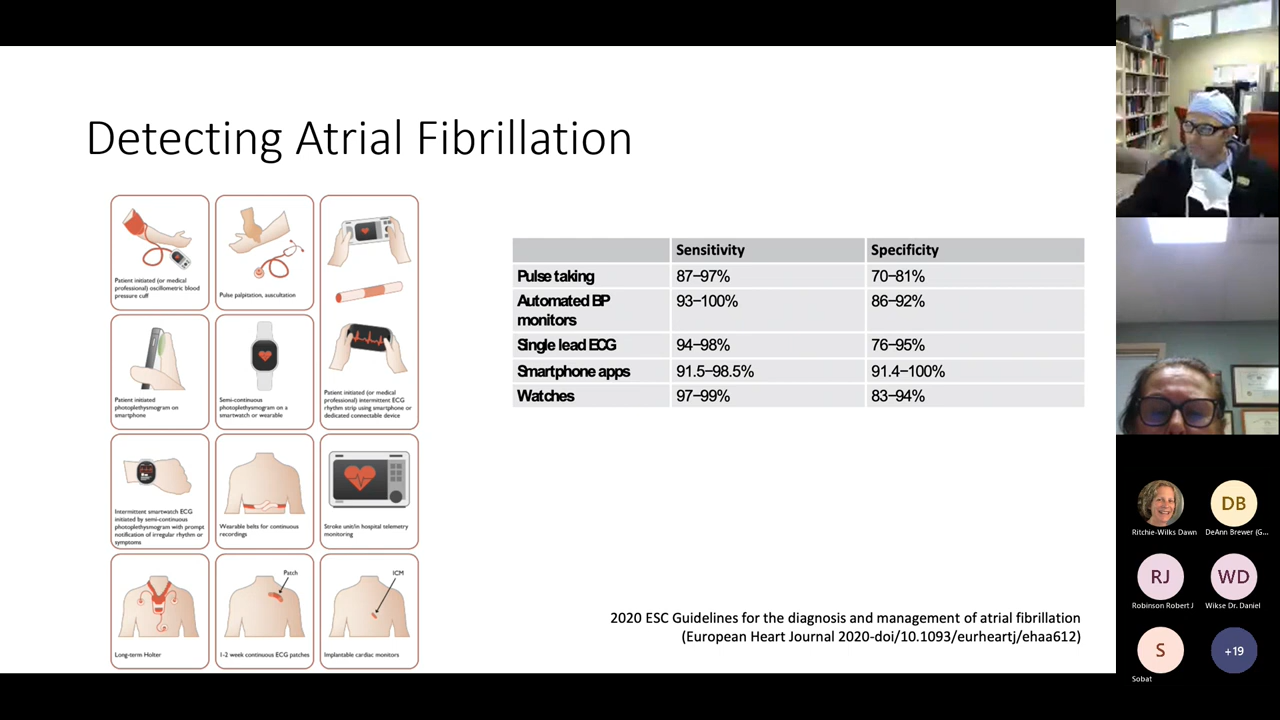 Detecting Atrial Fibrillation
Patient initiated (or medical
professional) oscillometric blood
pressure cuff
Pulse palpitation, auscultation
Patient initiated
photoplethysmogram on
smartphone
Semi-continuous
photoplethysmogram on a
smartwatch or wearable
Patient initiated (or medical
professional) intermittent ECG
rhythm strip using smartphone or
dedicated connectable device
Intermittent smartwatch ECG
initiated by semi-continuous
photoplethysmogram with prompt
notification of irregular rhythm or
symptoms
Wearable belts for continuous
recordings
Stroke unit/in hospital telemetry
monitoring
Long-term Holter
Patch
1-2 week continuous ECG patches
ICM
Implantable cardiac monitors
Sensitivity Specificity
Pulse taking 87–97% 70–81%
Automated BP
monitors 93–100% 86–92%
Single lead ECG 94–98% 76–95%
Smartphone apps 91.5–98.5% 91.4–100%
Watches 97–99% 83–94%
2020 ESC Guidelines for the diagnosis and management of atrial fibrillation
(European Heart Journal 2020-doi/10.1093/eurheartj/ehaa612)
Ritchie-Wilks Dawn
DB
DeAnn Brewer (G...
RJ
Robinson Robert J
WD
Wikse Dr. Daniel
S
Sobat
+19